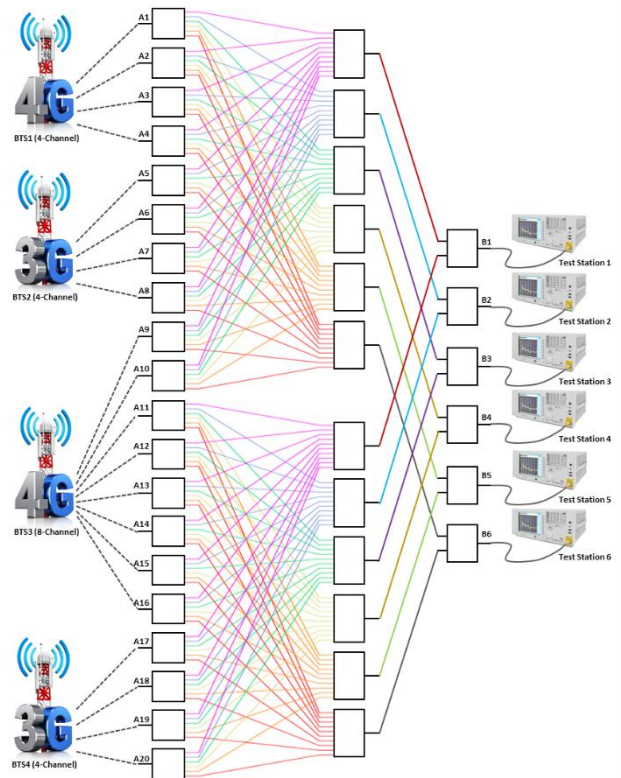 A1
A2
A3
A4
4G
BTS1 (4-Channel)
A5
A6
A7
A8
3G
BTS2 (4-Channel)
A9
A10
A11
A12
A13
A14
A15
A16
4G
BTS3 (8-Channel)
A17
A18
A19
A20
3G
BTS4 (4-Channel)
B1
Test Station 1
B2
Test Station 2
B3
Test Station 3
B4
Test Station 4
B5
Test Station 5
B6
Test Station 6